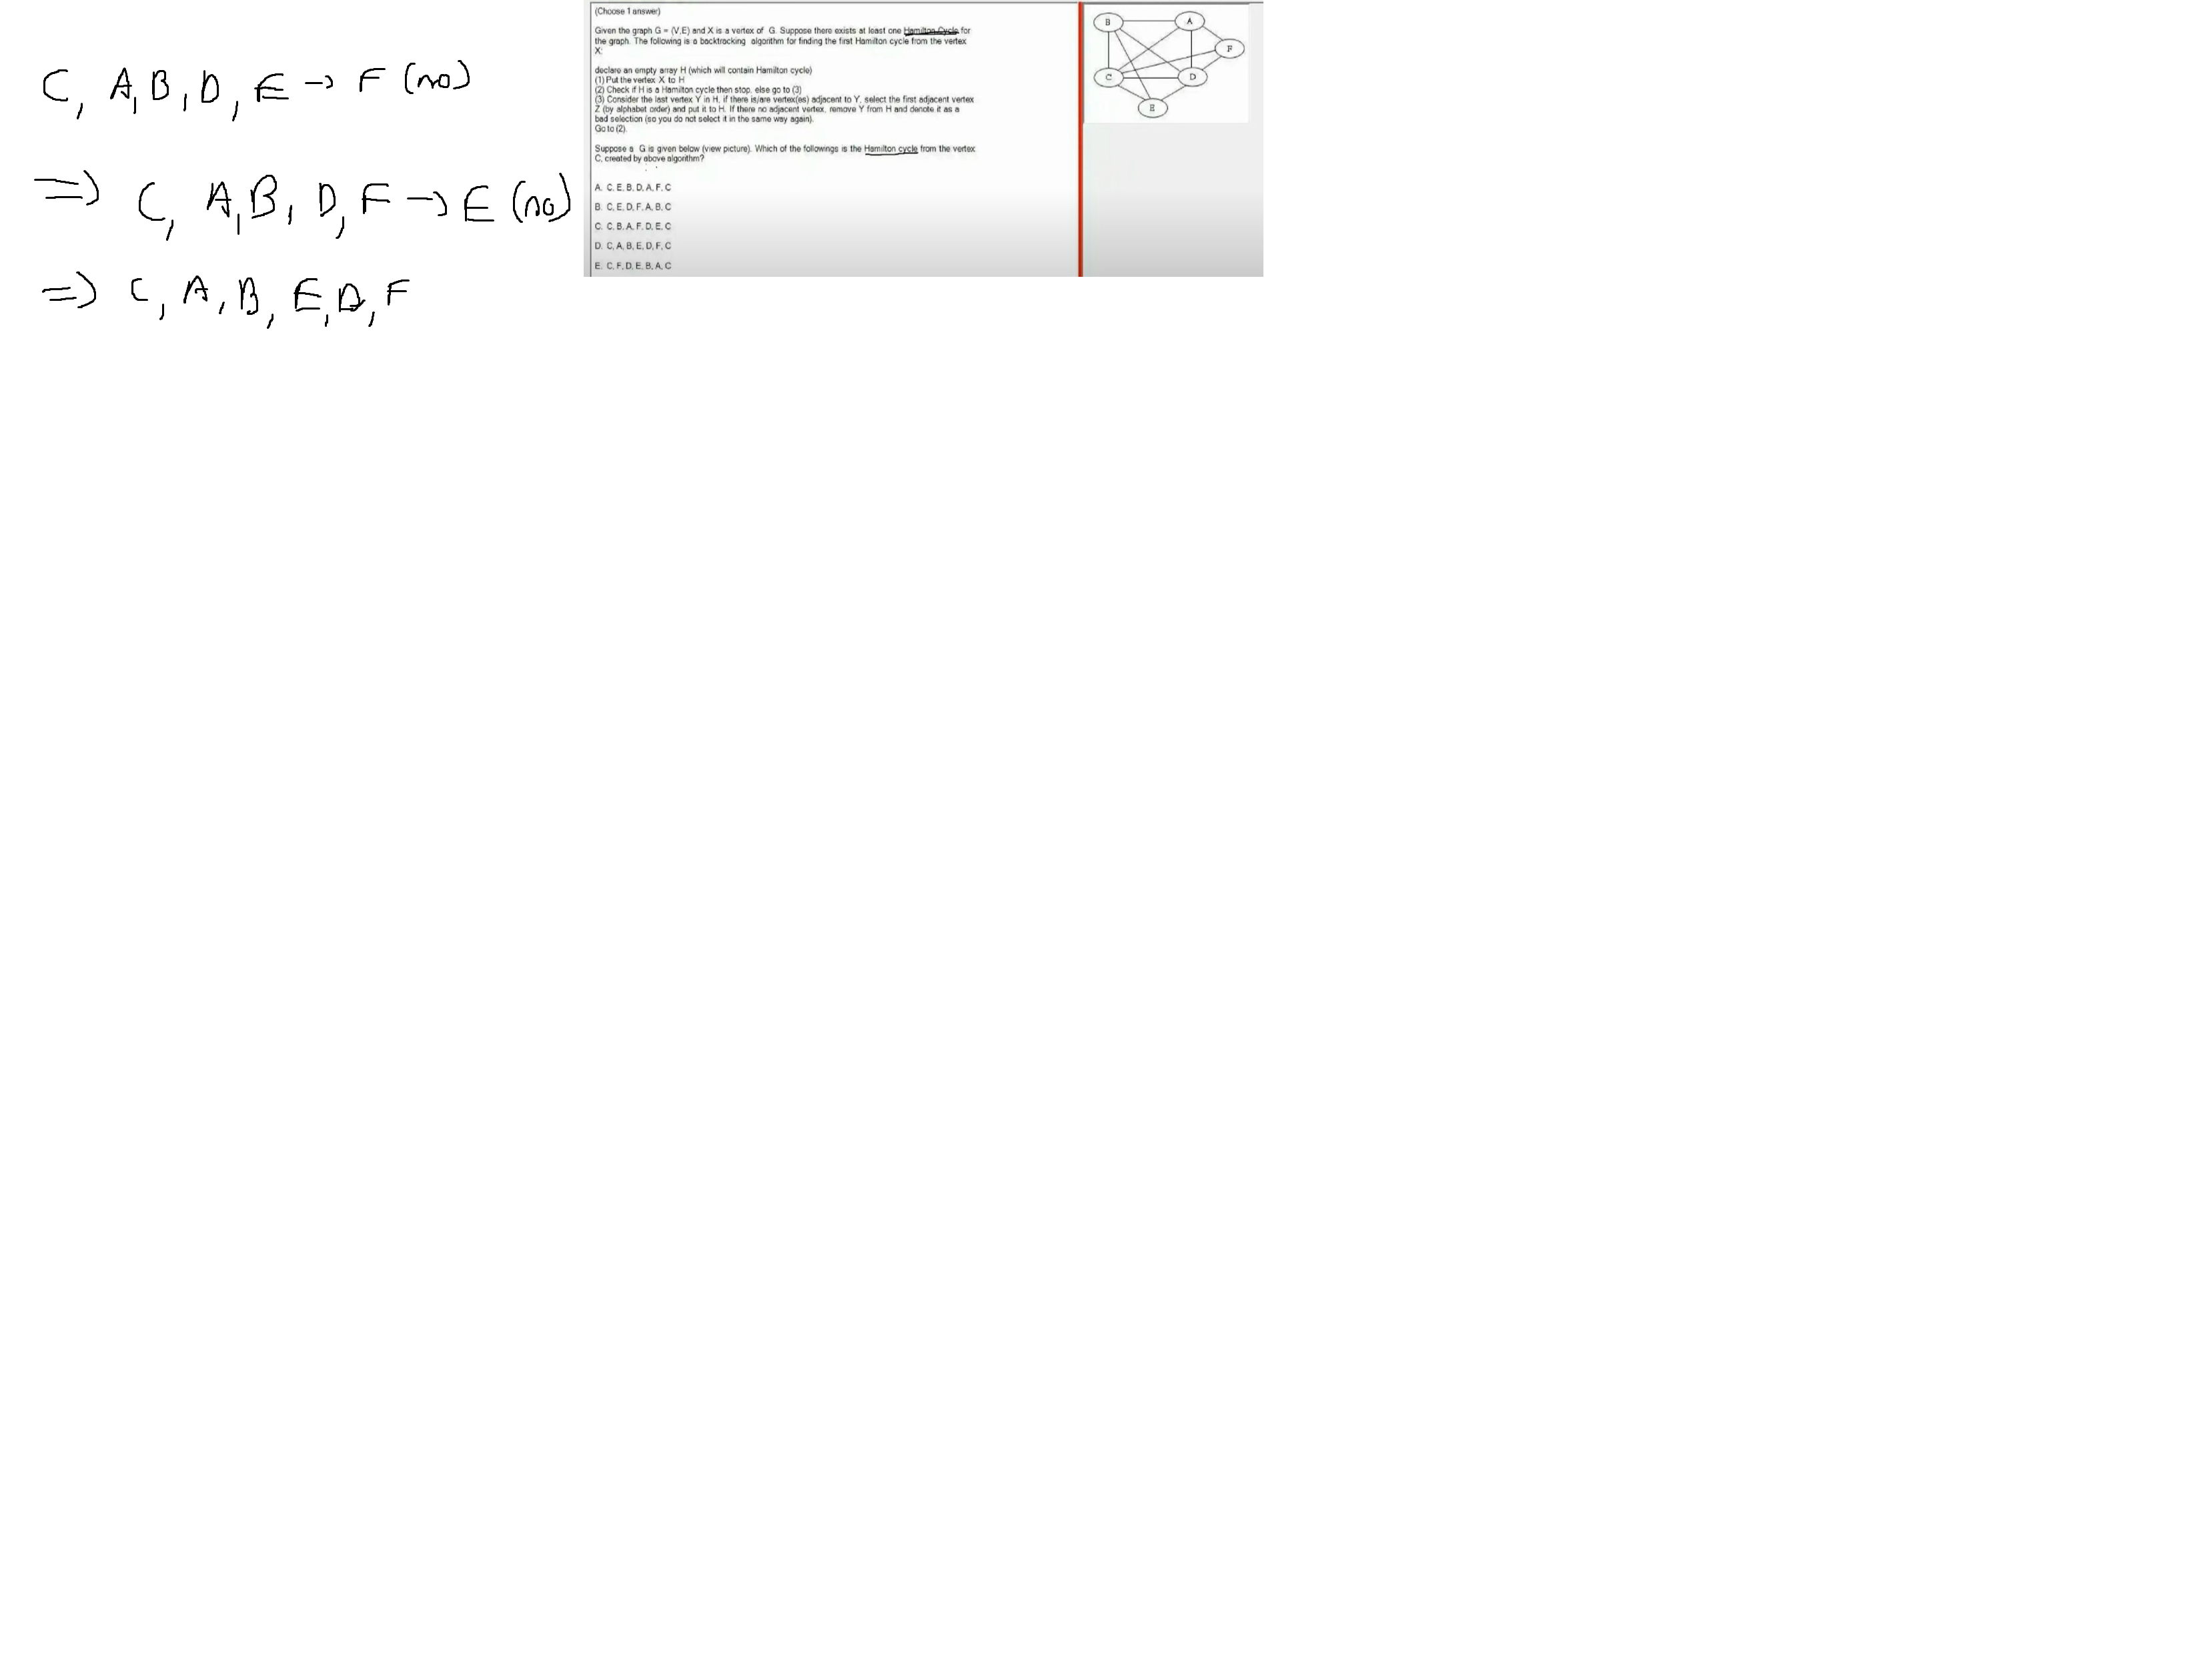 C, A, B, D, E → F (no)
⇒ C, A, B, D, F → E (no)
⇒ C, A, B, E, D, F
(Choose 1 answer)
Given the graph G = (V,E) and X is a vertex of G. Suppose there exists at least one Hamilton Cycle for
the graph. The following is a backtracking algorithm for finding the first Hamilton cycle from the vertex
X:
declare an empty array H (which will contain Hamilton cycle)
(1) Put the vertex X to H
(2) Check if H is a Hamilton cycle then stop, else go to (3)
(3) Consider the last vertex Y in H, if there is/are vertex(es) adjacent to Y, select the first adjacent vertex
Z (by alphabet order) and put it to H. If there no adjacent vertex, remove Y from H and denote it as a
bad selection (so you do not select it in the same way again).
Go to (2).
Suppose a G is given below (view picture). Which of the followings is the Hamilton cycle from the vertex
C, created by above algorithm?
A. C, E, B, D, A, F, C
B. C, E, D, F, A, B, C
C. C, B, A, F, D, E, C
D. C, A, B, E, D, F, C
E. C, F, D, E, B, A, C
B A
F
C D
E